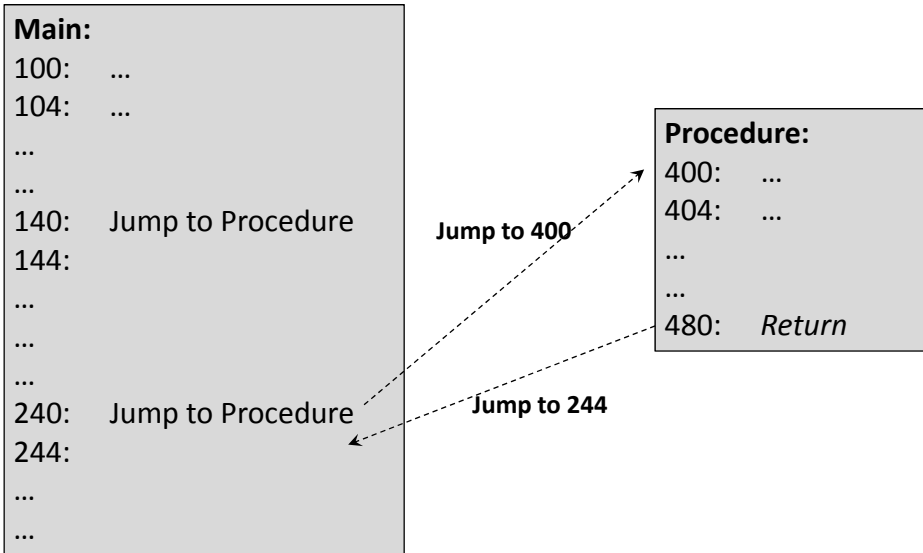 Main:
100: …
104: …
…
…
140: Jump to Procedure
144:
…
…
…
240: Jump to Procedure
244:
…
…
Jump to 400
Jump to 244
Procedure:
400: …
404: …
…
…
480: Return